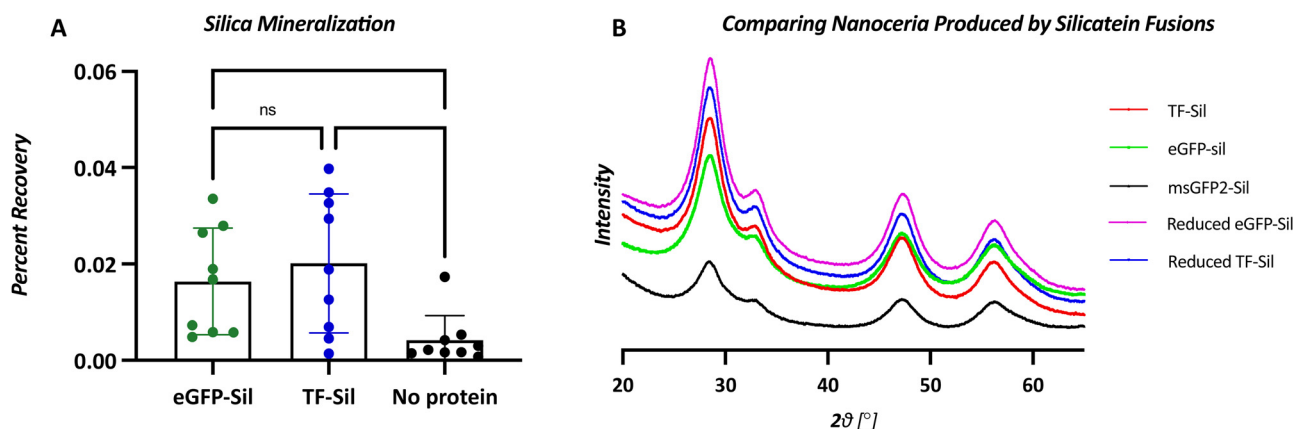 A
Silica Mineralization
Percent Recovery
0.06
0.04
0.02
0.00
ns
eGFP-Sil
TF-Sil
No protein
B
Comparing Nanoceria Produced by Silicatein Fusions
Intensity
20
30
40
50
60
2ϑ [°]
TF-Sil
eGFP-sil
msGFP2-Sil
Reduced eGFP-Sil
Reduced TF-Sil